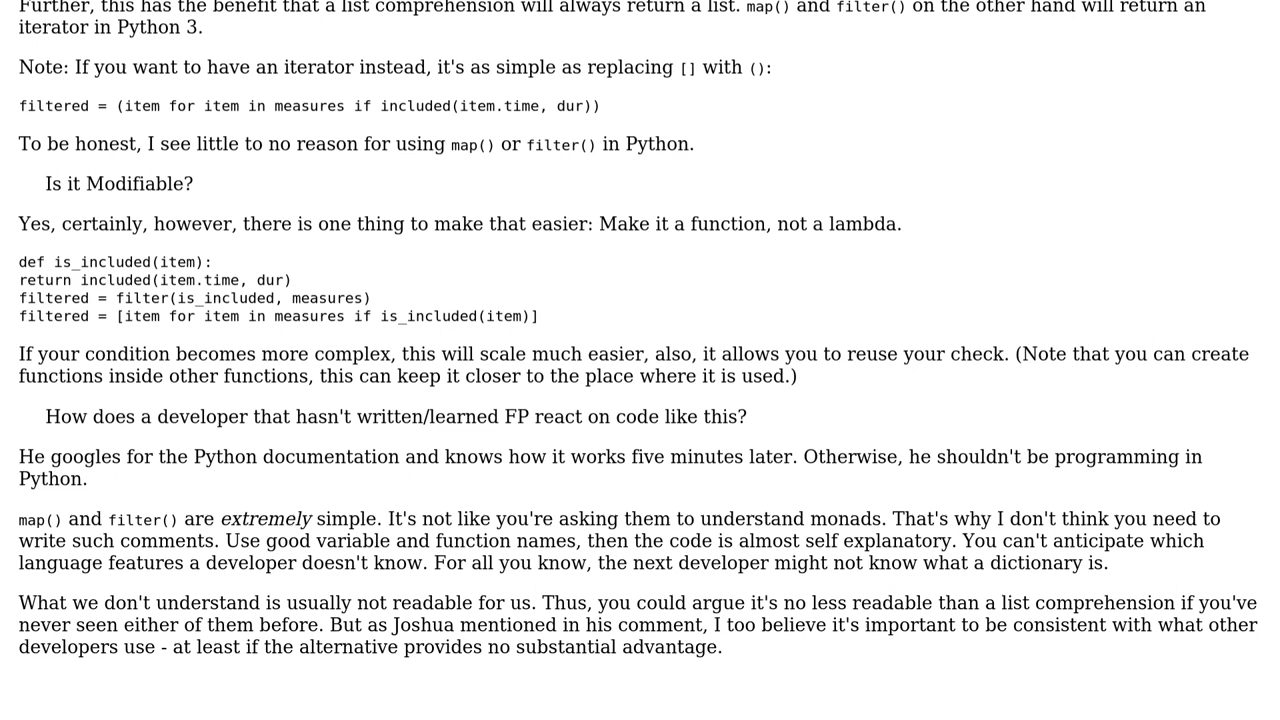 Further, this has the benefit that a list comprehension will always return a list. map() and filter() on the other hand will return an
iterator in Python 3.
Note: If you want to have an iterator instead, it's as simple as replacing [] with ():
filtered = (item for item in measures if included(item.time, dur))
To be honest, I see little to no reason for using map() or filter() in Python.
Is it Modifiable?
Yes, certainly, however, there is one thing to make that easier: Make it a function, not a lambda.
def is_included(item):
return included(item.time, dur)
filtered = filter(is_included, measures)
filtered = [item for item in measures if is_included(item)]
If your condition becomes more complex, this will scale much easier, also, it allows you to reuse your check. (Note that you can create
functions inside other functions, this can keep it closer to the place where it is used.)
How does a developer that hasn't written/learned FP react on code like this?
He googles for the Python documentation and knows how it works five minutes later. Otherwise, he shouldn't be programming in
Python.
map() and filter() are extremely simple. It's not like you're asking them to understand monads. That's why I don't think you need to
write such comments. Use good variable and function names, then the code is almost self explanatory. You can't anticipate which
language features a developer doesn't know. For all you know, the next developer might not know what a dictionary is.
What we don't understand is usually not readable for us. Thus, you could argue it's no less readable than a list comprehension if you've
never seen either of them before. But as Joshua mentioned in his comment, I too believe it's important to be consistent with what other
developers use - at least if the alternative provides no substantial advantage.